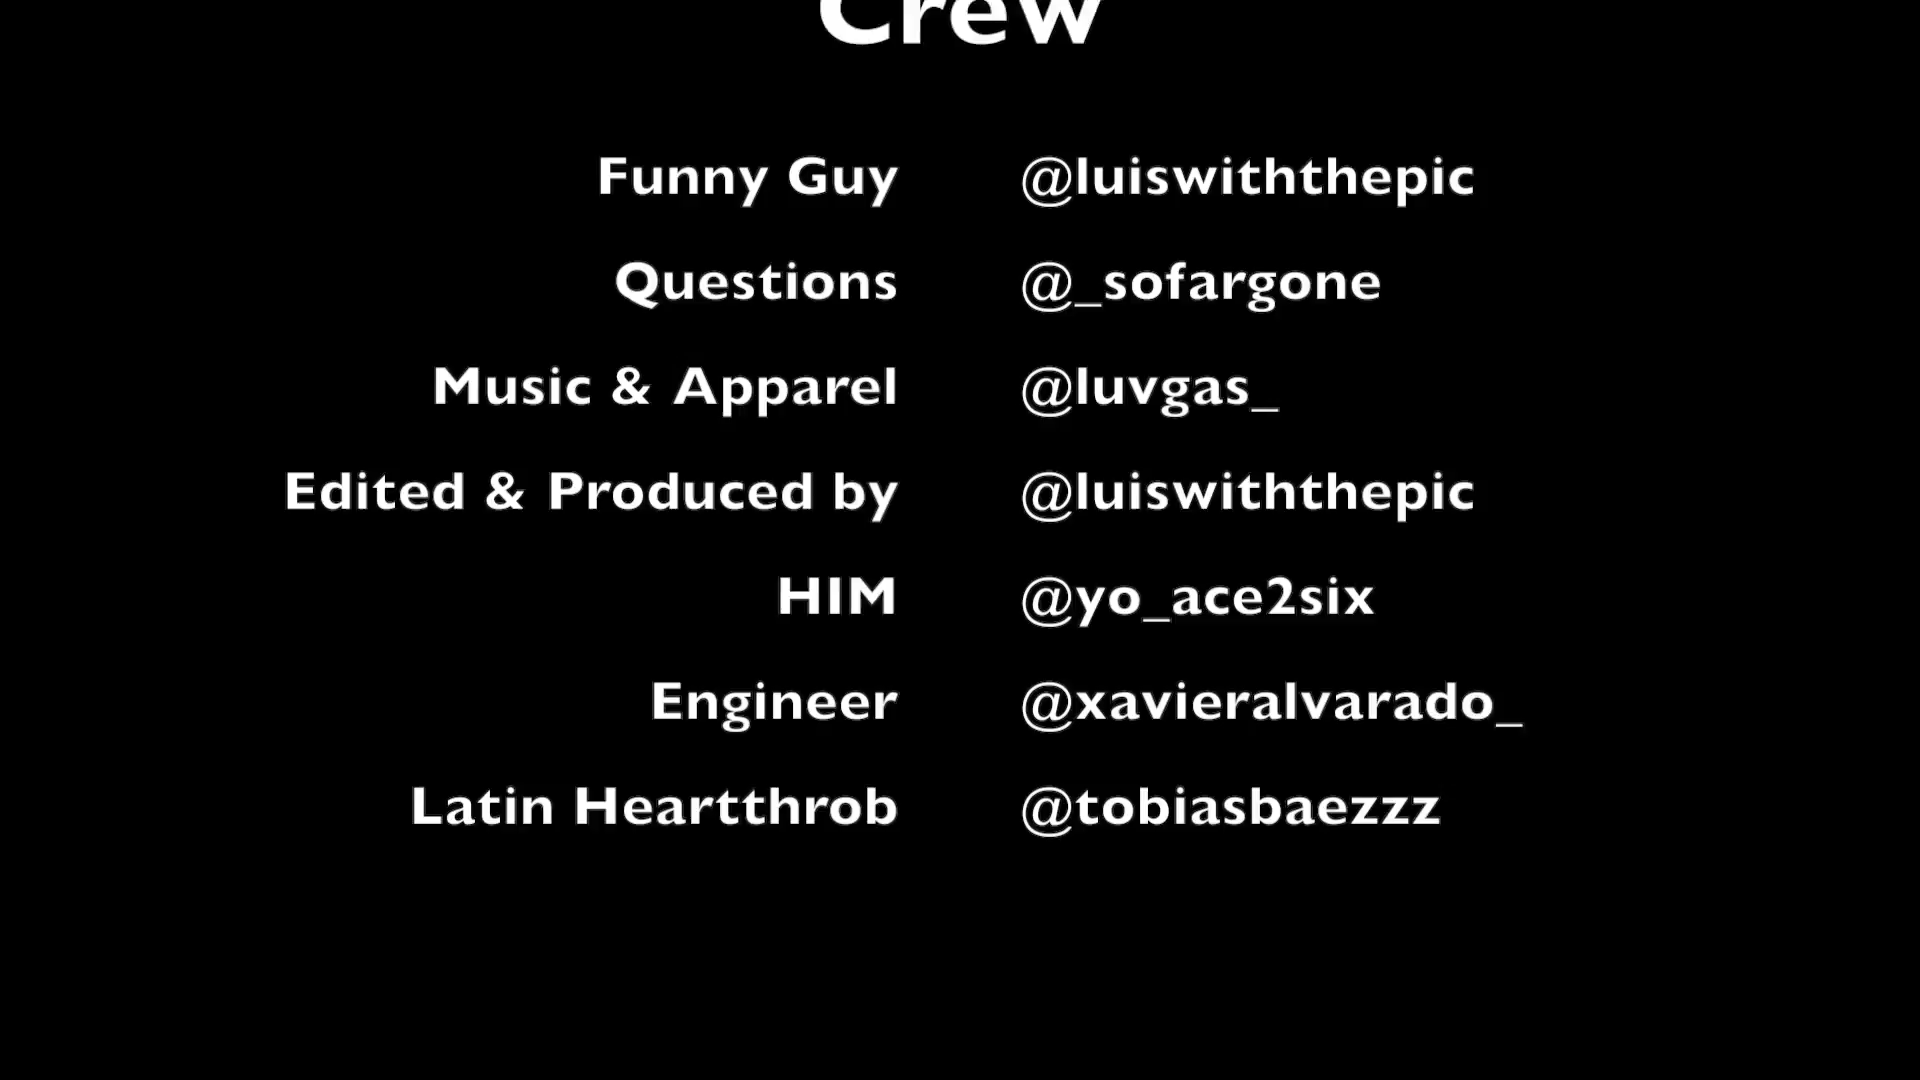 Crew
Funny Guy @luiswiththepic
Questions @_sofargone
Music & Apparel @luvgas_
Edited & Produced by @luiswiththepic
HIM @yo_ace2six
Engineer @xavieralvarado_
Latin Heartthrob @tobiasbaezzz